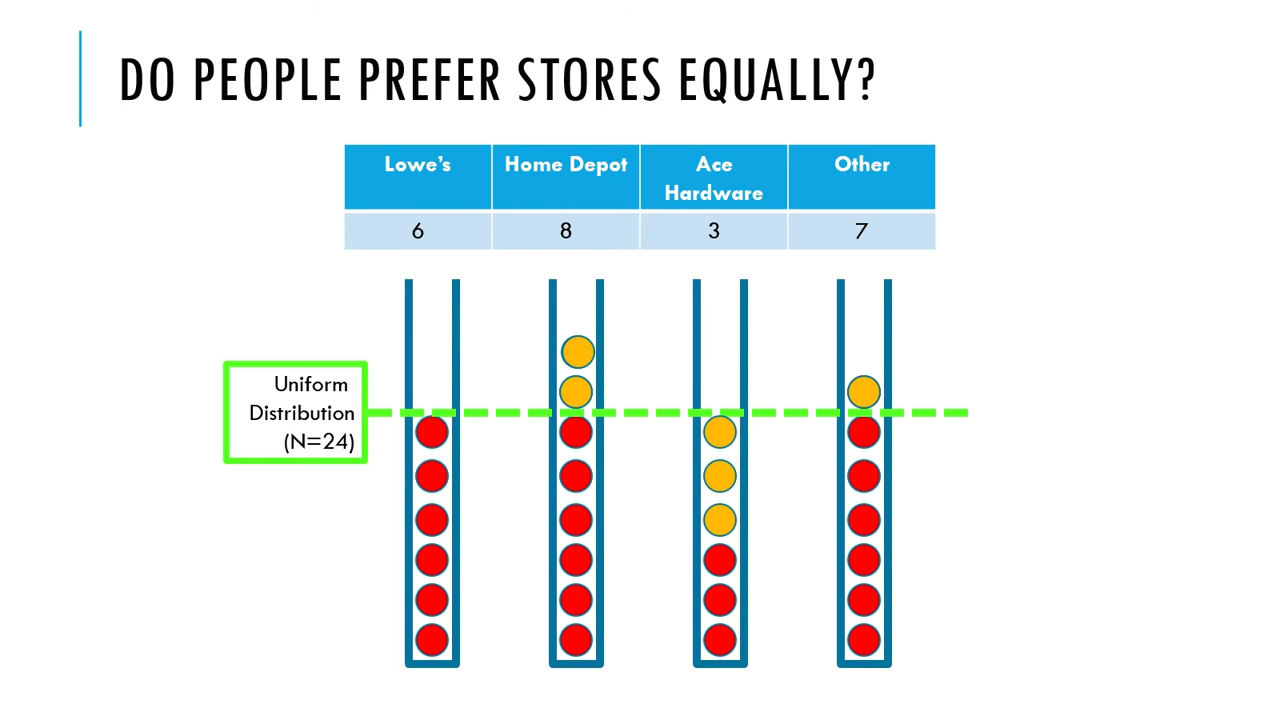 DO PEOPLE PREFER STORES EQUALLY?
Lowe's Home Depot Ace Other
Hardware
6 8 3 7
Uniform
Distribution
(N=24)